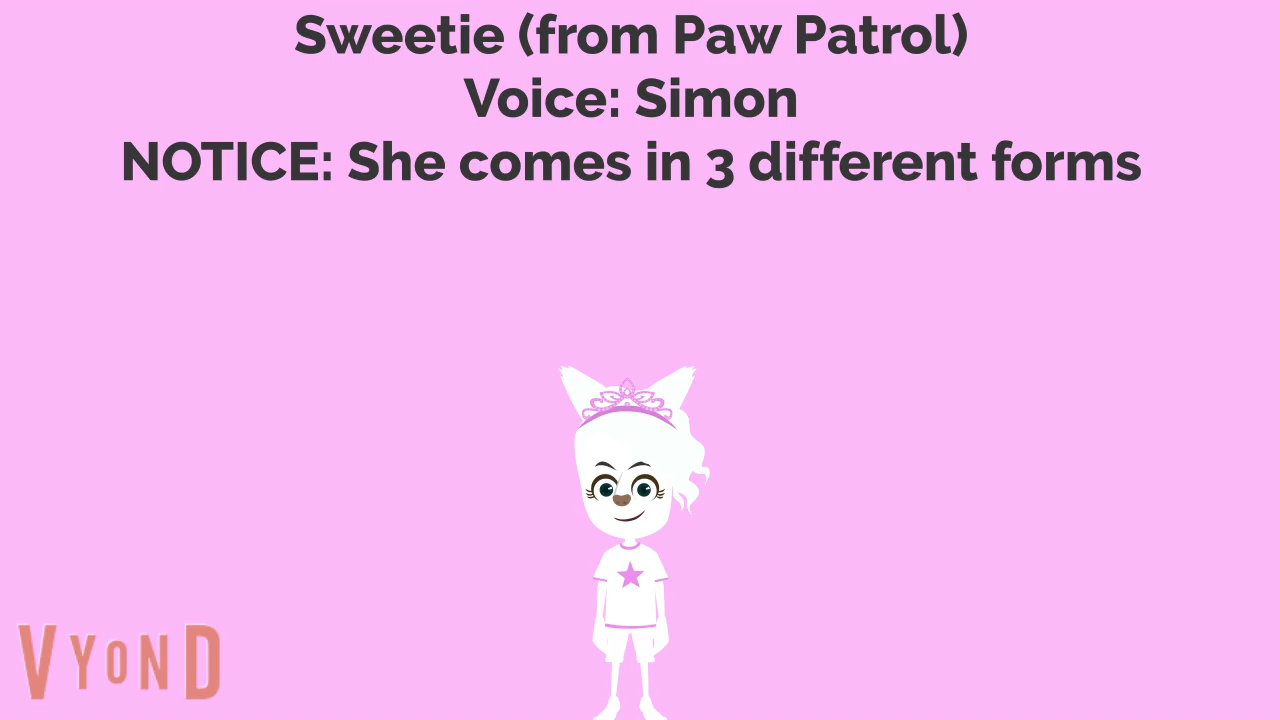 Sweetie (from Paw Patrol)
Voice: Simon
NOTICE: She comes in 3 different forms
VYOND